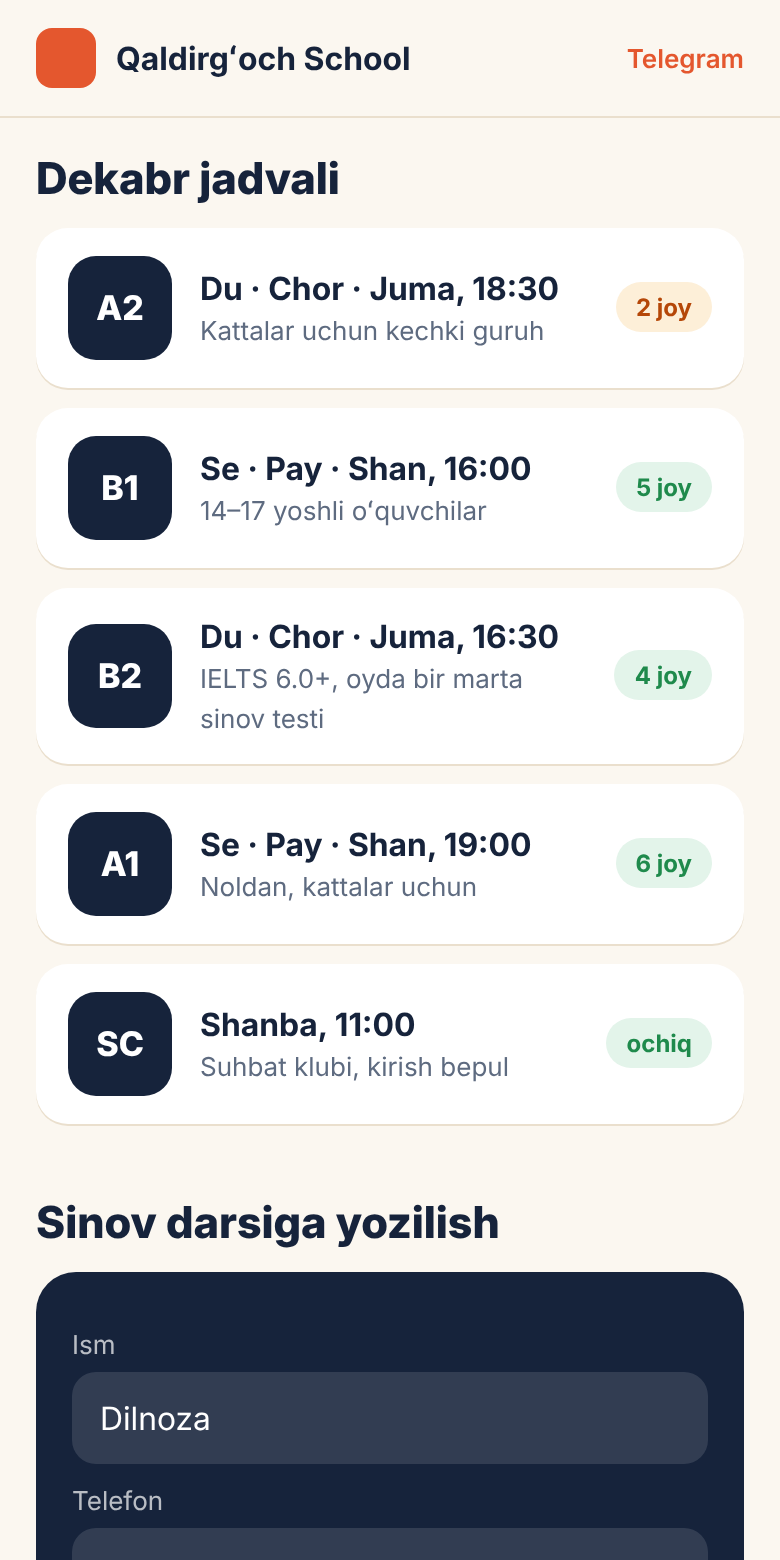 Qaldirgʻoch School
Telegram
Dekabr jadvali
A2
Du · Chor · Juma, 18:30
Kattalar uchun kechki guruh
2 joy
B1
Se · Pay · Shan, 16:00
14–17 yoshli oʻquvchilar
5 joy
B2
Du · Chor · Juma, 16:30
IELTS 6.0+, oyda bir marta
sinov testi
4 joy
A1
Se · Pay · Shan, 19:00
Noldan, kattalar uchun
6 joy
SC
Shanba, 11:00
Suhbat klubi, kirish bepul
ochiq
Sinov darsiga yozilish
Ism
Dilnoza
Telefon